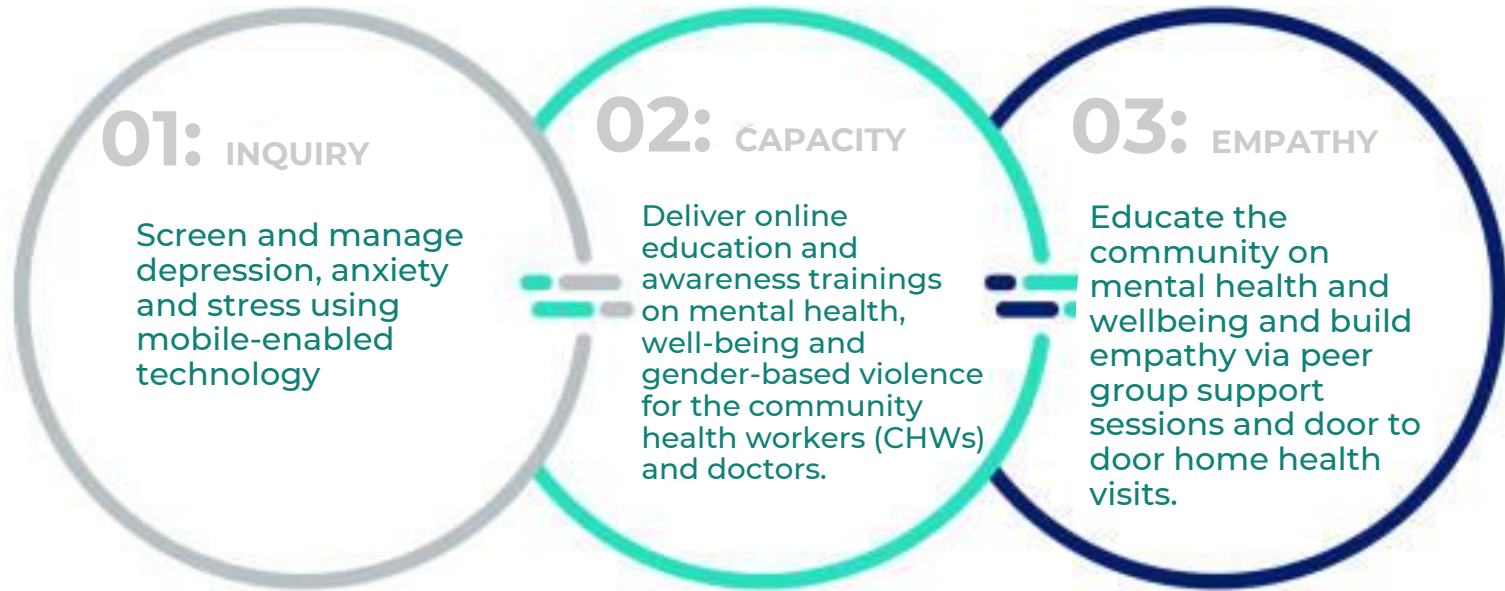 01: INQUIRY
Screen and manage
depression, anxiety
and stress using
mobile-enabled
technology
02: CAPACITY
Deliver online
education and
awareness trainings
on mental health,
well-being and
gender-based violence
for the community
health workers (CHWs)
and doctors.
03: EMPATHY
Educate the
community on
mental health and
wellbeing and build
empathy via peer
group support
sessions and door to
door home health
visits.